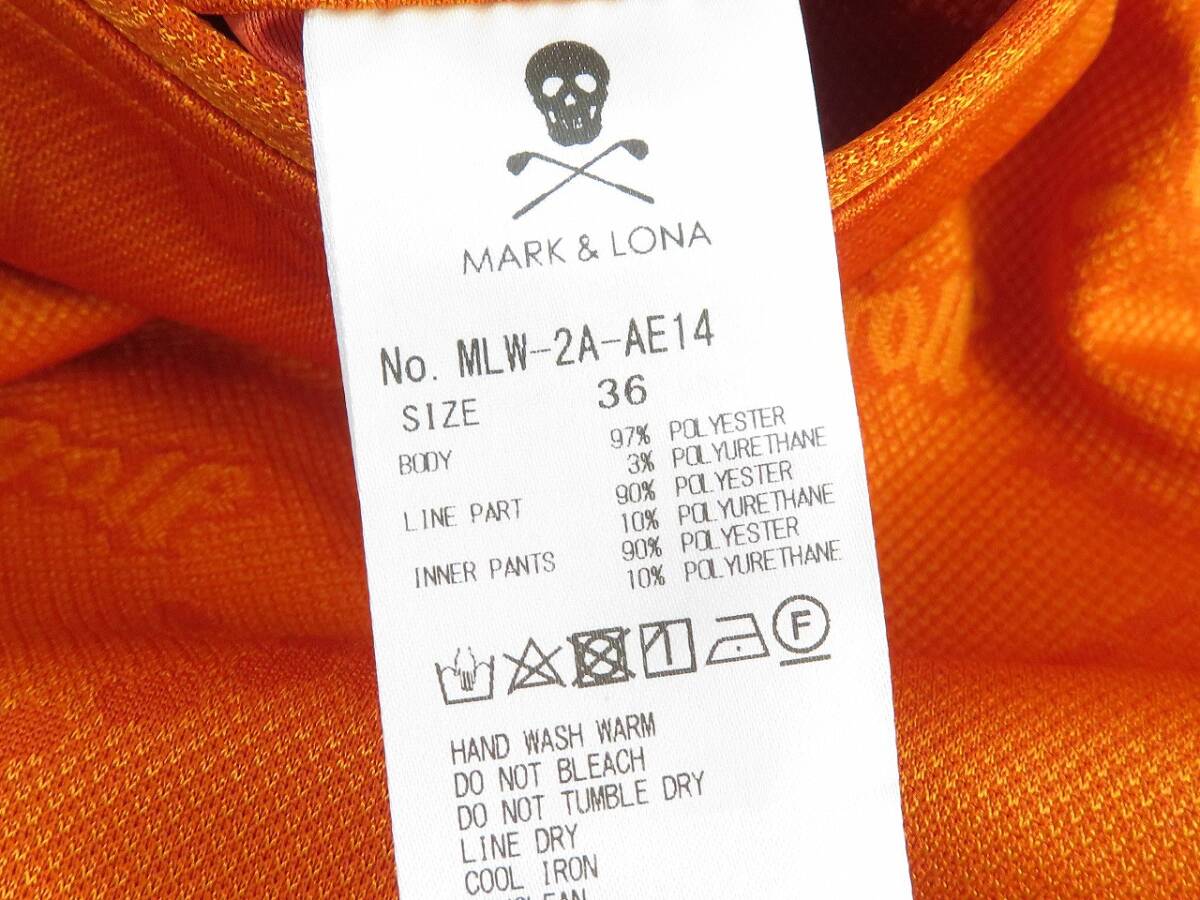 MARK & LONA
No. MLW-2A-AE14
SIZE 36
BODY 97% POLYESTER
3% POLYURETHANE
LINE PART 90% POLYESTER
10% POLYURETHANE
INNER PANTS 90% POLYESTER
10% POLYURETHANE
F
HAND WASH WARM
DO NOT BLEACH
DO NOT TUMBLE DRY
LINE DRY
COOL IRON